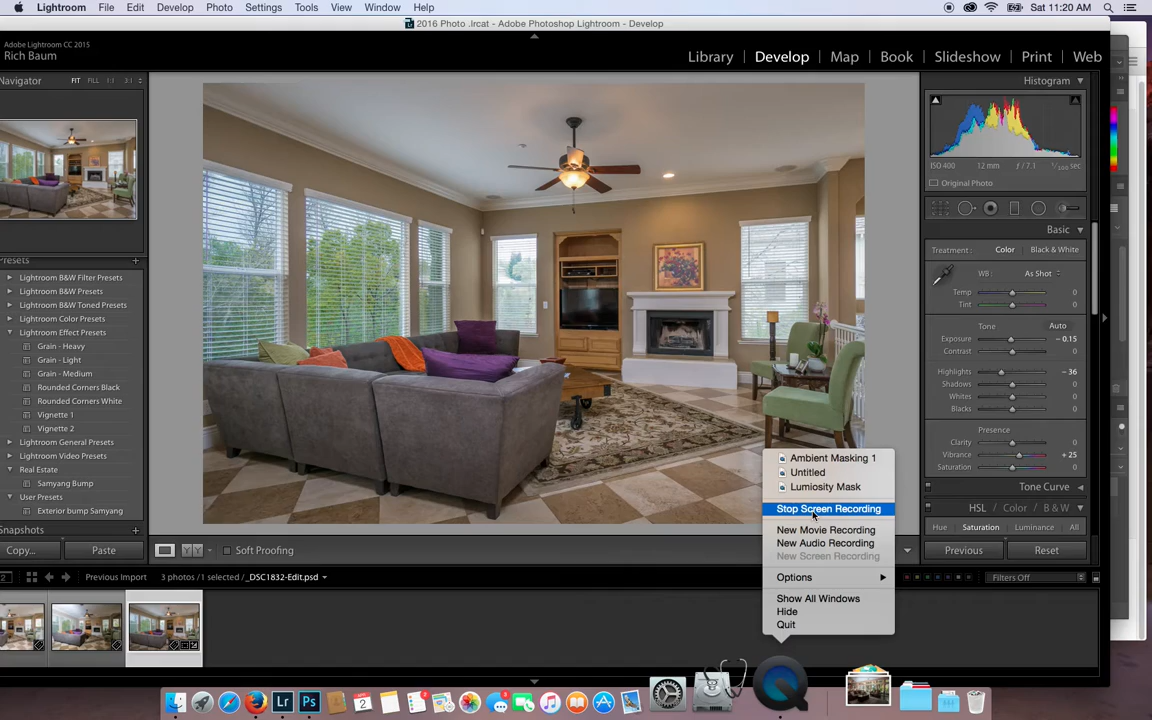 Lightroom File Edit Develop Photo Settings Tools View Window Help Sat 11:20 AM
2016 Photo .lrcat - Adobe Photoshop Lightroom - Develop
Adobe Lightroom CC 2015
Rich Baum
Library Develop Map Book Slideshow Print Web
Navigator FIT FILL 1:1 3:1
Histogram
ISO 400 12 mm ƒ / 7.1
Original Photo
Basic
Treatment: Color Black & White
WB: As Shot
Temp
Tint
Tone Auto
Exposure - 0.15
Contrast 0
Highlights - 36
Shadows 0
Whites 0
Blacks 0
Presence
Clarity 0
Vibrance + 25
Saturation 0
Tone Curve
HSL / Color / B & W
Hue Saturation Luminance All
Previous Reset
Presets
Lightroom B&W Filter Presets
Lightroom B&W Presets
Lightroom B&W Toned Presets
Lightroom Color Presets
Lightroom Effect Presets
Grain - Heavy
Grain - Light
Grain - Medium
Rounded Corners Black
Rounded Corners White
Vignette 1
Vignette 2
Lightroom General Presets
Lightroom Video Presets
Real Estate
Samyang Bump
User Presets
Exterior bump Samyang
Snapshots
Copy... Paste
Soft Proofing
Ambient Masking 1
Untitled
Lumiosity Mask
Stop Screen Recording
New Movie Recording
New Audio Recording
New Screen Recording
Options
Show All Windows
Hide
Quit
2 Previous Import 3 photos / 1 selected / _DSC1832-Edit.psd Filters Off
Lr Ps 2